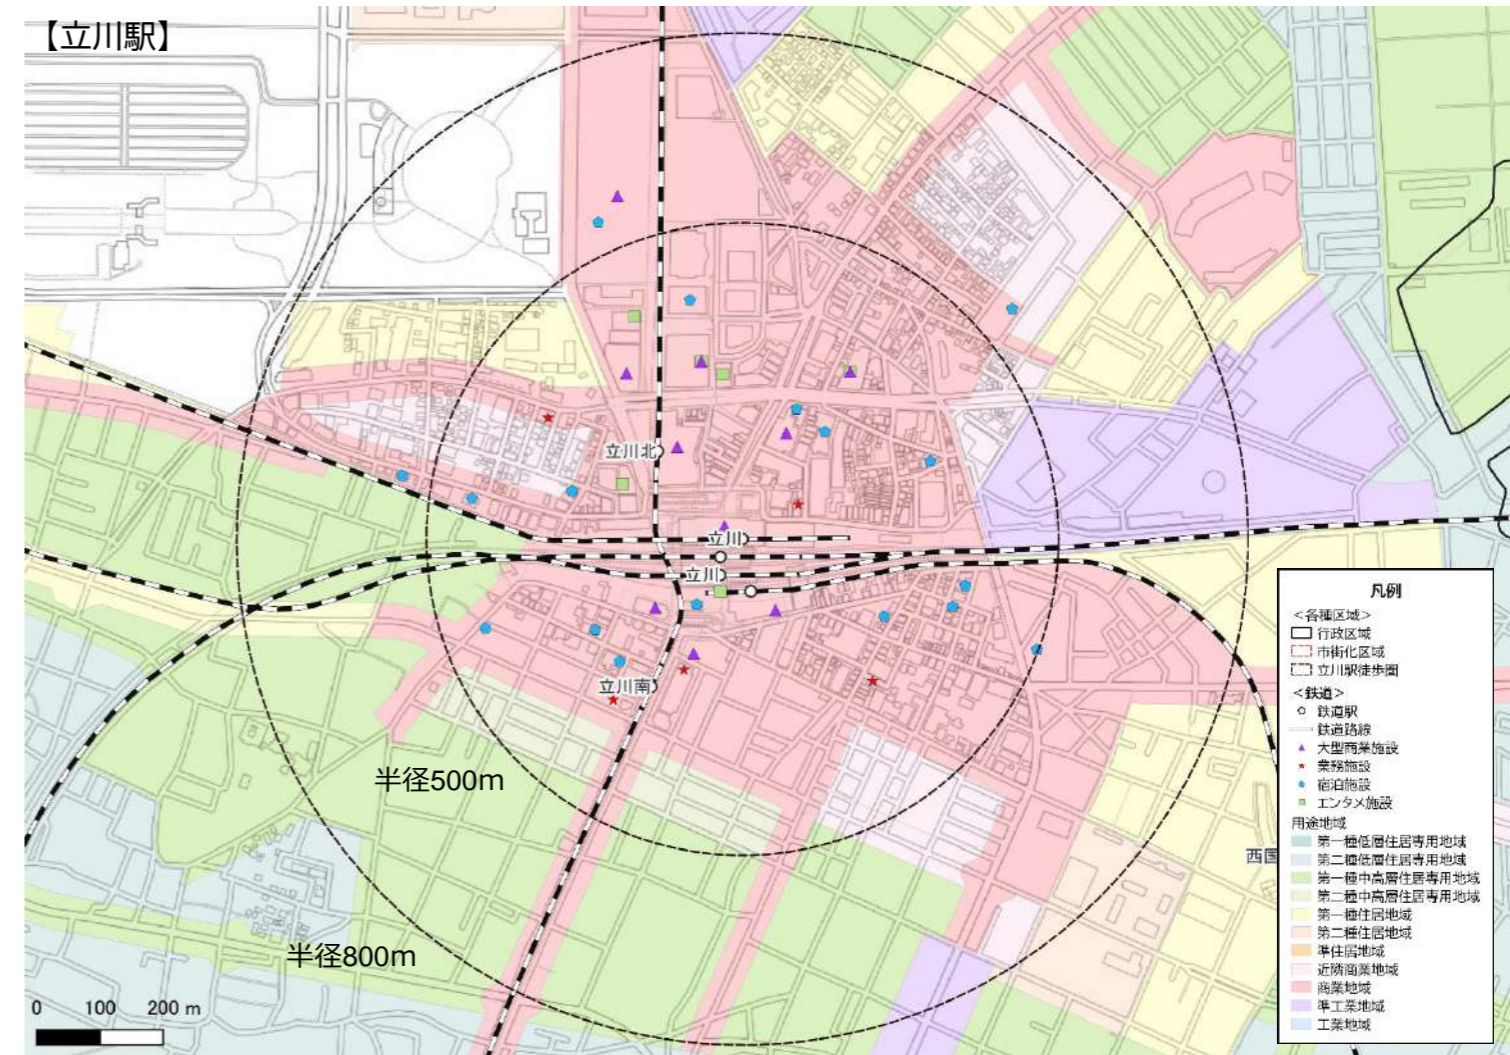 【立川駅】
立川北
立川
立川
立川南
半径500m
半径800m
西国
0 100 200 m
凡例
<各種区域>
行政区域
市街化区域
立川駅徒歩圏
<鉄道>
鉄道駅
鉄道路線
大型商業施設
業務施設
宿泊施設
エンタメ施設
用途地域
第一種低層住居専用地域
第二種低層住居専用地域
第一種中高層住居専用地域
第二種中高層住居専用地域
第一種住居地域
第二種住居地域
準住居地域
近隣商業地域
商業地域
準工業地域
工業地域